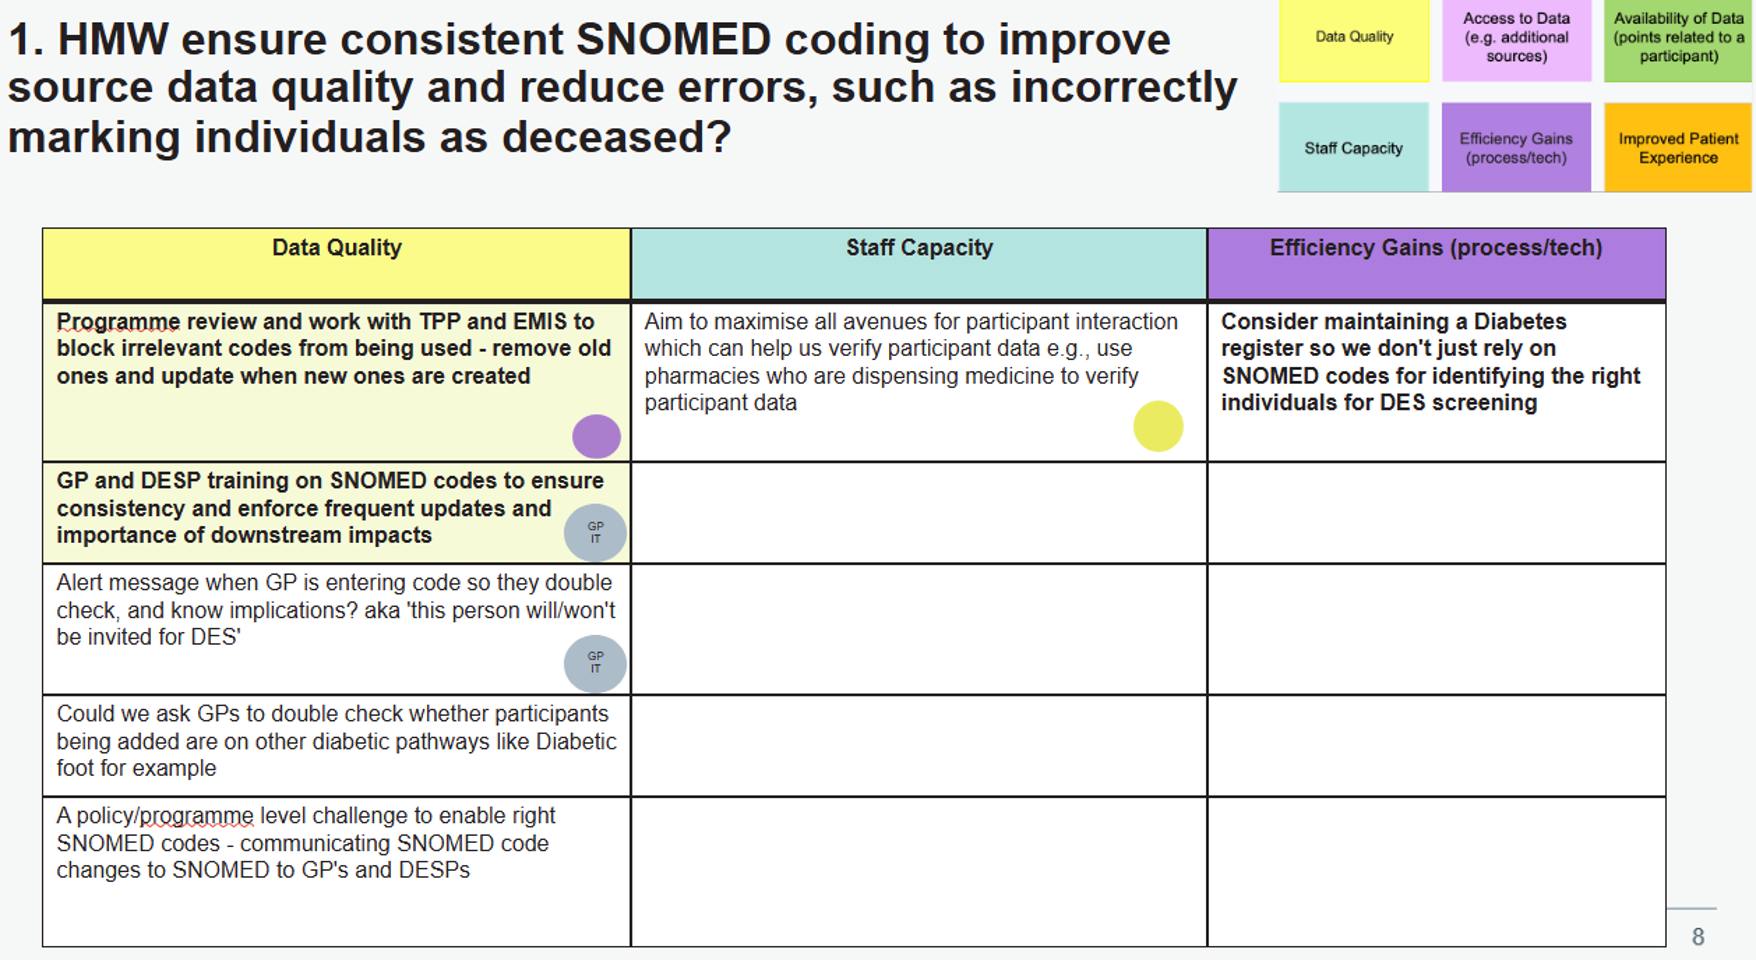 1. HMW ensure consistent SNOMED coding to improve
source data quality and reduce errors, such as incorrectly
marking individuals as deceased?
Data Quality
Access to Data
(e.g. additional
sources)
Availability of Data
(points related to a
participant)
Staff Capacity
Efficiency Gains
(process/tech)
Improved Patient
Experience
Data Quality
Staff Capacity
Efficiency Gains (process/tech)
Programme review and work with TPP and EMIS to
block irrelevant codes from being used - remove old
ones and update when new ones are created
Aim to maximise all avenues for participant interaction
which can help us verify participant data e.g., use
pharmacies who are dispensing medicine to verify
participant data
Consider maintaining a Diabetes
register so we don't just rely on
SNOMED codes for identifying the right
individuals for DES screening
GP and DESP training on SNOMED codes to ensure
consistency and enforce frequent updates and
importance of downstream impacts
GP
IT
Alert message when GP is entering code so they double
check, and know implications? aka 'this person will/won't
be invited for DES'
GP
IT
Could we ask GPs to double check whether participants
being added are on other diabetic pathways like Diabetic
foot for example
A policy/programme level challenge to enable right
SNOMED codes - communicating SNOMED code
changes to SNOMED to GP's and DESPs
8